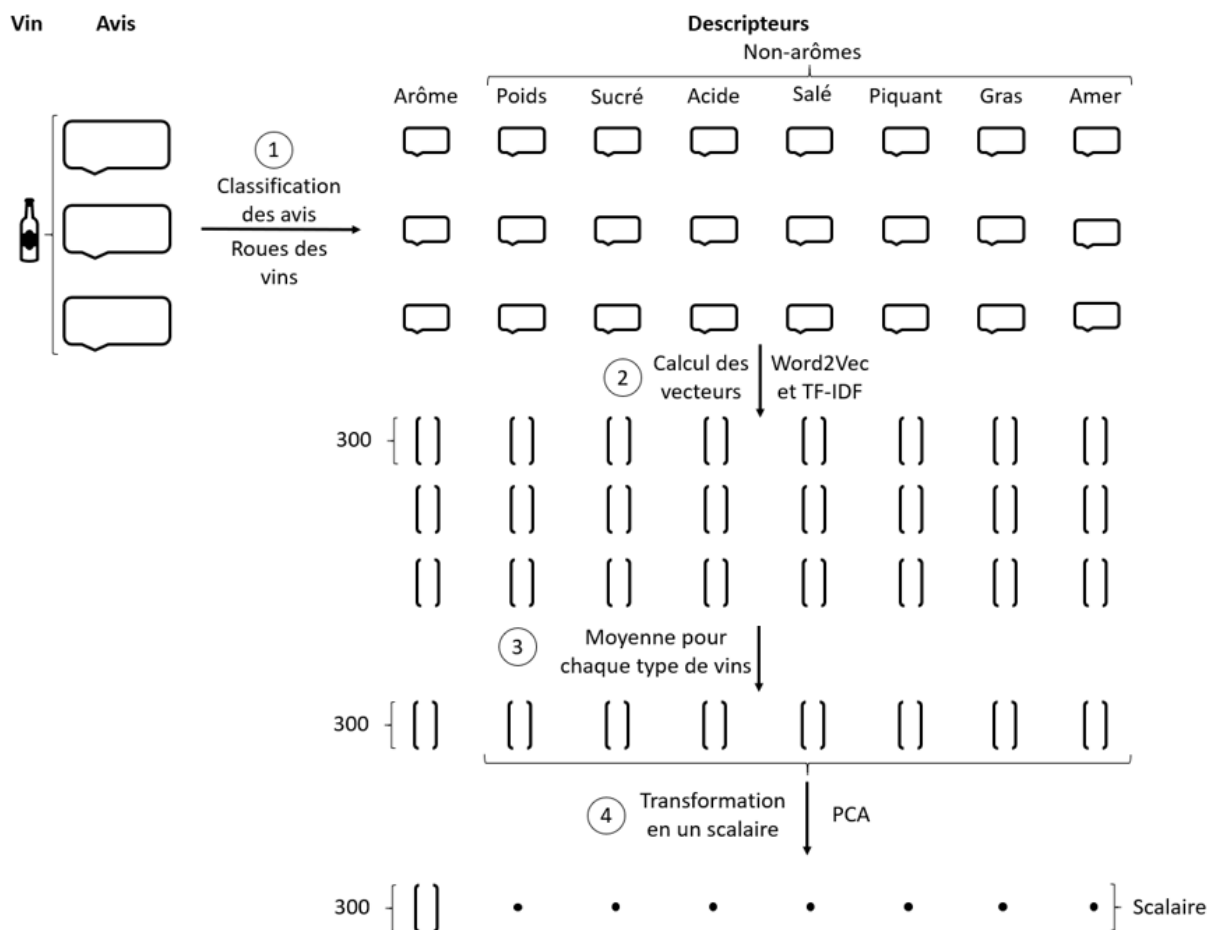 Vin Avis Descripteurs
Non-arômes
Arôme Poids Sucré Acide Salé Piquant Gras Amer
1
Classification
des avis
Roues des
vins
2 Calcul des Word2Vec
vecteurs et TF-IDF
300
3 Moyenne pour
chaque type de vins
300
4 Transformation PCA
en un scalaire
300 Scalaire